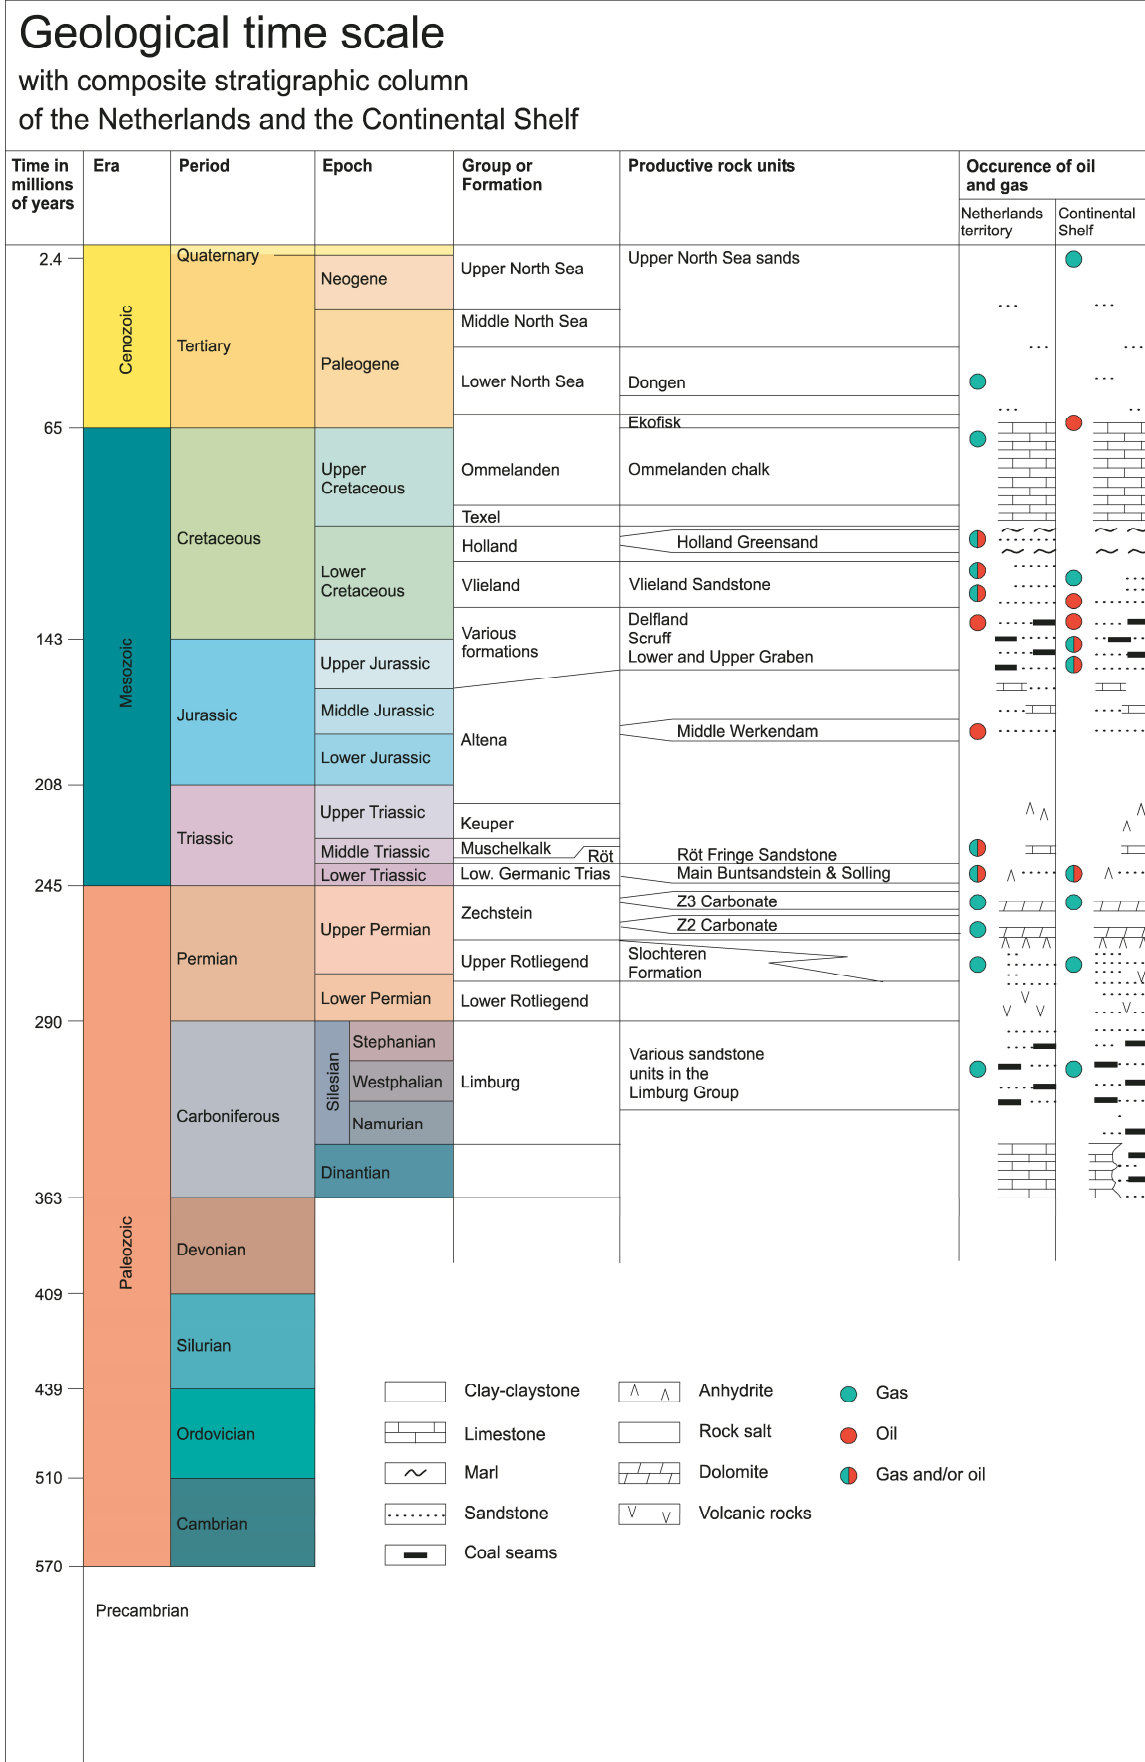 Geological time scale
with composite stratigraphic column
of the Netherlands and the Continental Shelf
Time in
millions
of years
Era
Period
Epoch
Group or
Formation
Productive rock units
Occurence of oil
and gas
Netherlands
territory
Continental
Shelf
2.4
65
143
208
245
290
363
409
439
510
570
Cenozoic
Mesozoic
Paleozoic
Precambrian
Quaternary
Tertiary
Cretaceous
Jurassic
Triassic
Permian
Carboniferous
Devonian
Silurian
Ordovician
Cambrian
Neogene
Paleogene
Upper
Cretaceous
Lower
Cretaceous
Upper Jurassic
Middle Jurassic
Lower Jurassic
Upper Triassic
Middle Triassic
Lower Triassic
Upper Permian
Lower Permian
Silesian
Stephanian
Westphalian
Namurian
Dinantian
Upper North Sea
Middle North Sea
Lower North Sea
Ommelanden
Texel
Holland
Vlieland
Various
formations
Altena
Keuper
Muschelkalk
Röt
Low. Germanic Trias
Zechstein
Upper Rotliegend
Lower Rotliegend
Limburg
Upper North Sea sands
Dongen
Ekofisk
Ommelanden chalk
Holland Greensand
Vlieland Sandstone
Delfland
Scruff
Lower and Upper Graben
Middle Werkendam
Röt Fringe Sandstone
Main Buntsandstein & Solling
Z3 Carbonate
Z2 Carbonate
Slochteren
Formation
Various sandstone
units in the
Limburg Group
Clay-claystone
Limestone
Marl
Sandstone
Coal seams
Anhydrite
Rock salt
Dolomite
Volcanic rocks
Gas
Oil
Gas and/or oil